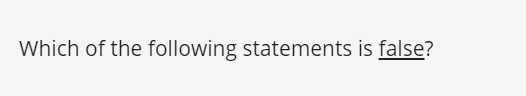 Which of the following statements is false?